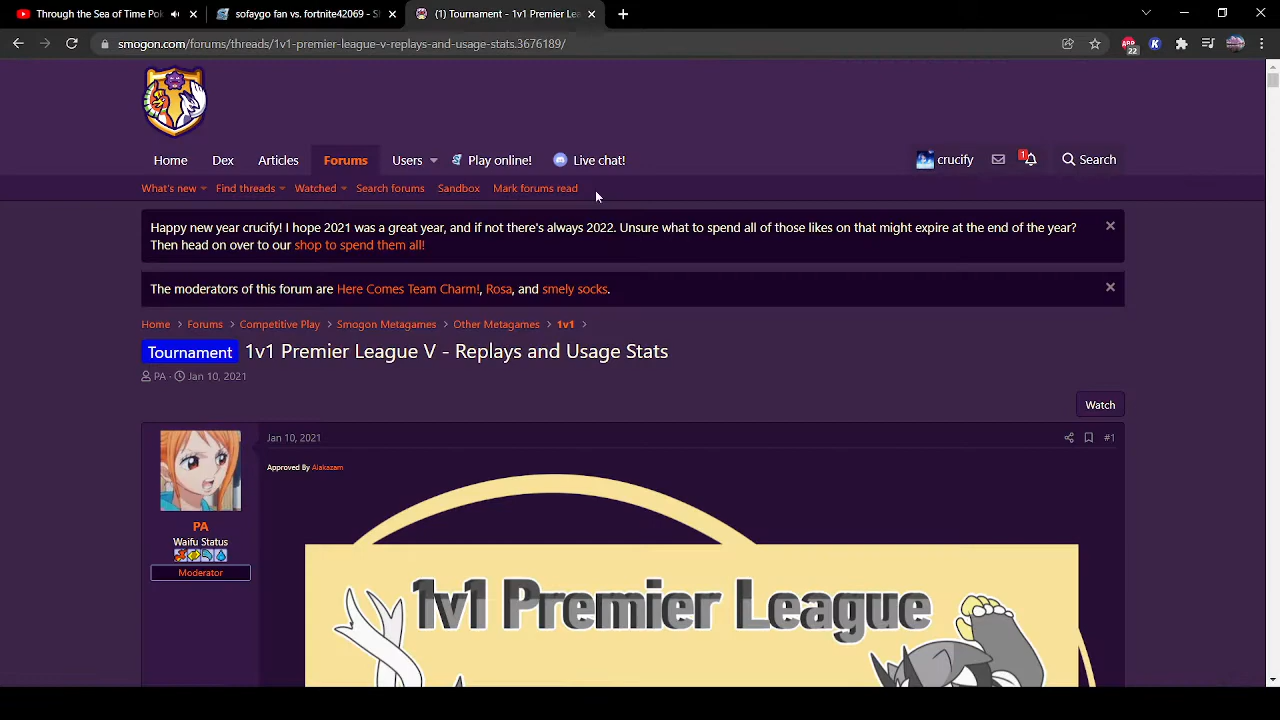 Through the Sea of Time Pok
sofaygo fan vs. fortnite42069 - S
(1) Tournament - 1v1 Premier Lea
smogon.com/forums/threads/1v1-premier-league-v-replays-and-usage-stats.3676189/
22
Home Dex Articles Forums Users Play online! Live chat! crucify 1 Search
What's new Find threads Watched Search forums Sandbox Mark forums read
Happy new year crucify! I hope 2021 was a great year, and if not there's always 2022. Unsure what to spend all of those likes on that might expire at the end of the year?
Then head on over to our shop to spend them all!
The moderators of this forum are Here Comes Team Charm!, Rosa, and smely socks.
Home Forums Competitive Play Smogon Metagames Other Metagames 1v1
Tournament 1v1 Premier League V - Replays and Usage Stats
PA · Jan 10, 2021
Watch
Jan 10, 2021 #1
Approved By Aiakazam
PA
Waifu Status
Moderator
1v1 Premier League